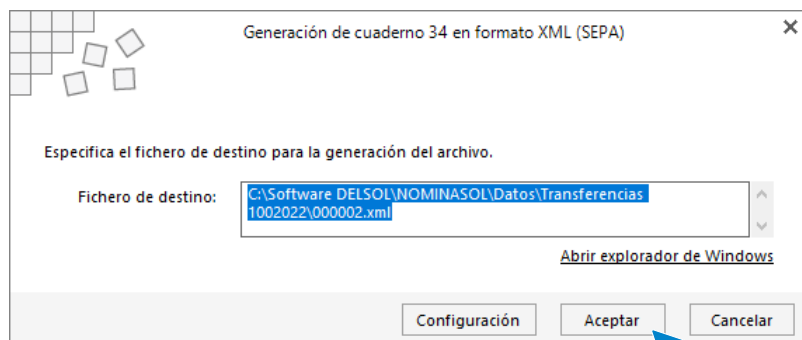 Generación de cuaderno 34 en formato XML (SEPA)
Especifica el fichero de destino para la generación del archivo.
Fichero de destino: C:\Software DELSOL\NOMINASOL\Datos\Transferencias
1002022\000002.xml
Abrir explorador de Windows
Configuración Aceptar Cancelar